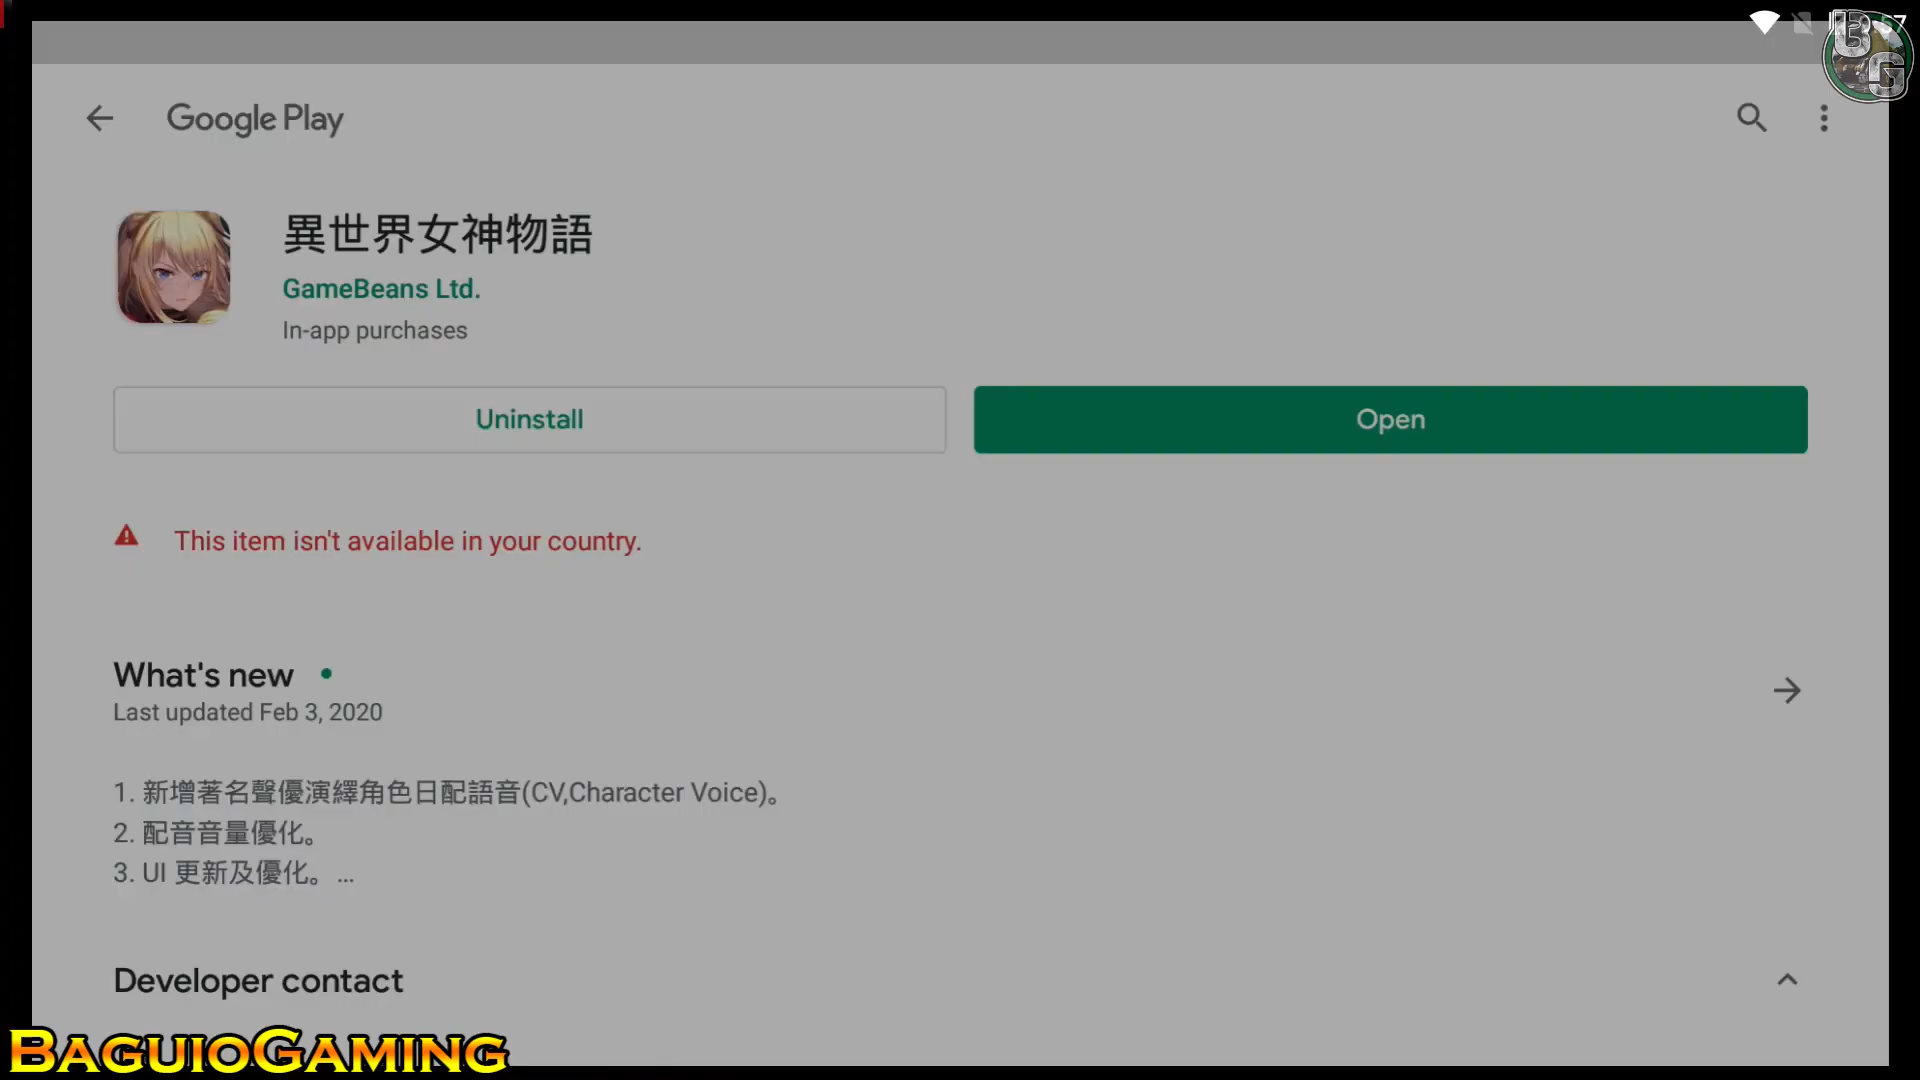 Google Play
異世界女神物語
GameBeans Ltd.
In-app purchases
Uninstall
Open
This item isn't available in your country.
What's new
Last updated Feb 3, 2020
1. 新增著名聲優演繹角色日配語音(CV,Character Voice)。
2. 配音音量優化。
3. UI 更新及優化。 ...
Developer contact
BaguioGaming
BG